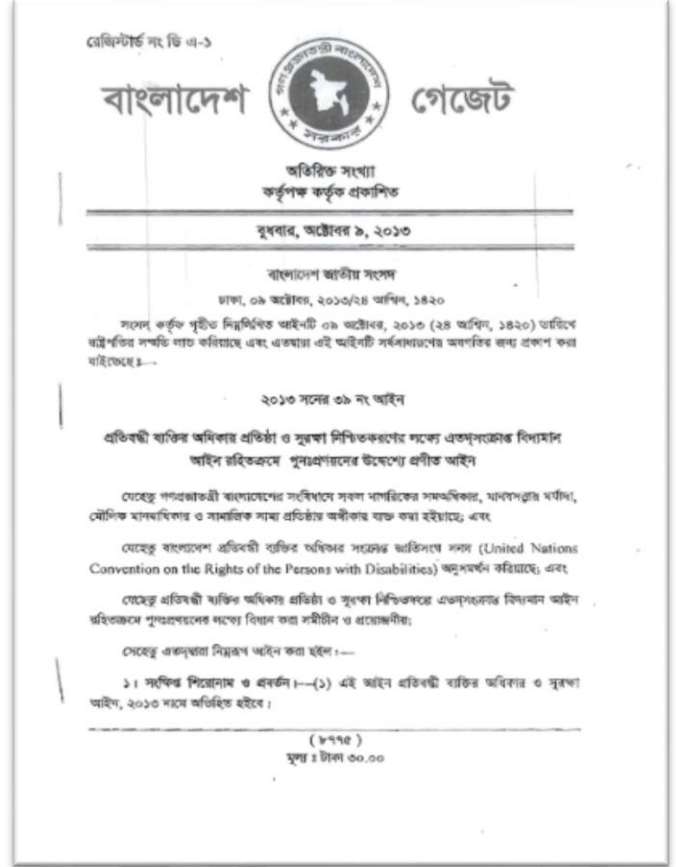 রেজিস্টার্ড নং ডি এ-১
বাংলাদেশ
গণপ্রজাতন্ত্রী বাংলাদেশ
সরকার
গেজেট
অতিরিক্ত সংখ্যা
কর্তৃপক্ষ কর্তৃক প্রকাশিত
বুধবার, অক্টোবর ৯, ২০১৩
বাংলাদেশ জাতীয় সংসদ
ঢাকা, ০৯ অক্টোবর, ২০১৩/২৪ আশ্বিন, ১৪২০
সংসদ কর্তৃক গৃহীত নিম্নলিখিত আইনটি ০৯ অক্টোবর, ২০১৩ (২৪ আশ্বিন, ১৪২০) তারিখে
রাষ্ট্রপতির সম্মতি লাভ করিয়াছে এবং এতদ্বারা এই আইনটি সর্বসাধারণের অবগতির জন্য প্রকাশ করা
যাইতেছে ঃ—
২০১৩ সনের ৩৯ নং আইন
প্রতিবন্ধী ব্যক্তির অধিকার প্রতিষ্ঠা ও সুরক্ষা নিশ্চিতকরণের লক্ষ্যে এতদ্‌সংক্রান্ত বিদ্যমান
আইন রহিতক্রমে পুনঃপ্রণয়নের উদ্দেশ্যে প্রণীত আইন
যেহেতু গণপ্রজাতন্ত্রী বাংলাদেশের সংবিধানে সকল নাগরিকের সমঅধিকার, মানবসত্ত্বার মর্যাদা,
মৌলিক মানবাধিকার ও সামাজিক সাম্য প্রতিষ্ঠার অঙ্গীকার ব্যক্ত করা হইয়াছে; এবং
যেহেতু বাংলাদেশ প্রতিবন্ধী ব্যক্তির অধিকার সংক্রান্ত জাতিসংঘ সনদ (United Nations
Convention on the Rights of the Persons with Disabilities) অনুসমর্থন করিয়াছে; এবং
যেহেতু প্রতিবন্ধী ব্যক্তির অধিকার প্রতিষ্ঠা ও সুরক্ষা নিশ্চিতকল্পে এতদ্‌সংক্রান্ত বিদ্যমান আইন
রহিতক্রমে পুনঃপ্রণয়নের লক্ষ্যে বিধান করা সমীচীন ও প্রয়োজনীয়;
সেহেতু এতদ্দ্বারা নিম্নরূপ আইন করা হইল ঃ—
১। সংক্ষিপ্ত শিরোনাম ও প্রবর্তন।—(১) এই আইন প্রতিবন্ধী ব্যক্তির অধিকার ও সুরক্ষা
আইন, ২০১৩ নামে অভিহিত হইবে।
( ৮৭৭৫ )
মূল্য ঃ টাকা ৩০.০০